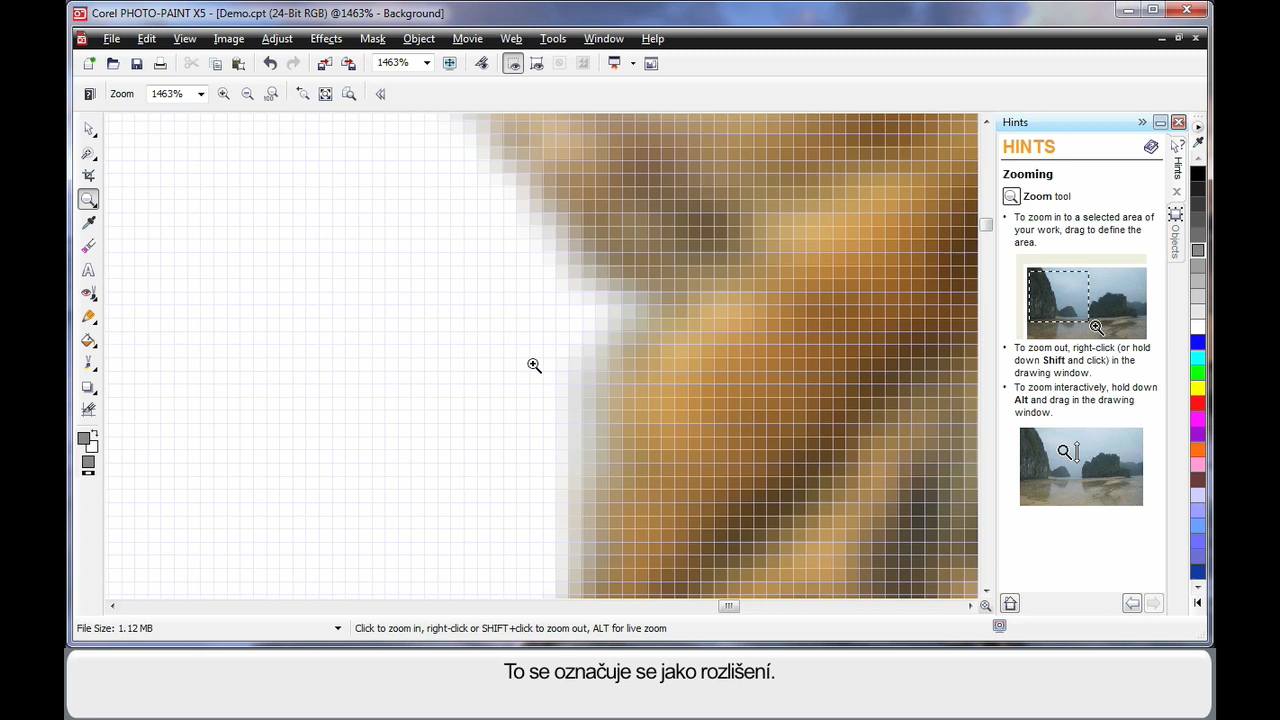 Corel PHOTO-PAINT X5 - [Demo.cpt (24-Bit RGB) @1463% - Background]
File Edit View Image Adjust Effects Mask Object Movie Web Tools Window Help
1463%
Zoom 1463% 100
Hints
HINTS
Zooming
Zoom tool
• To zoom in to a selected area of
your work, drag to define the
area.
• To zoom out, right-click (or hold
down Shift and click) in the
drawing window.
• To zoom interactively, hold down
Alt and drag in the drawing
window.
Hints
Objects
File Size: 1.12 MB Click to zoom in, right-click or SHIFT+click to zoom out, ALT for live zoom
To se označuje se jako rozlišení.